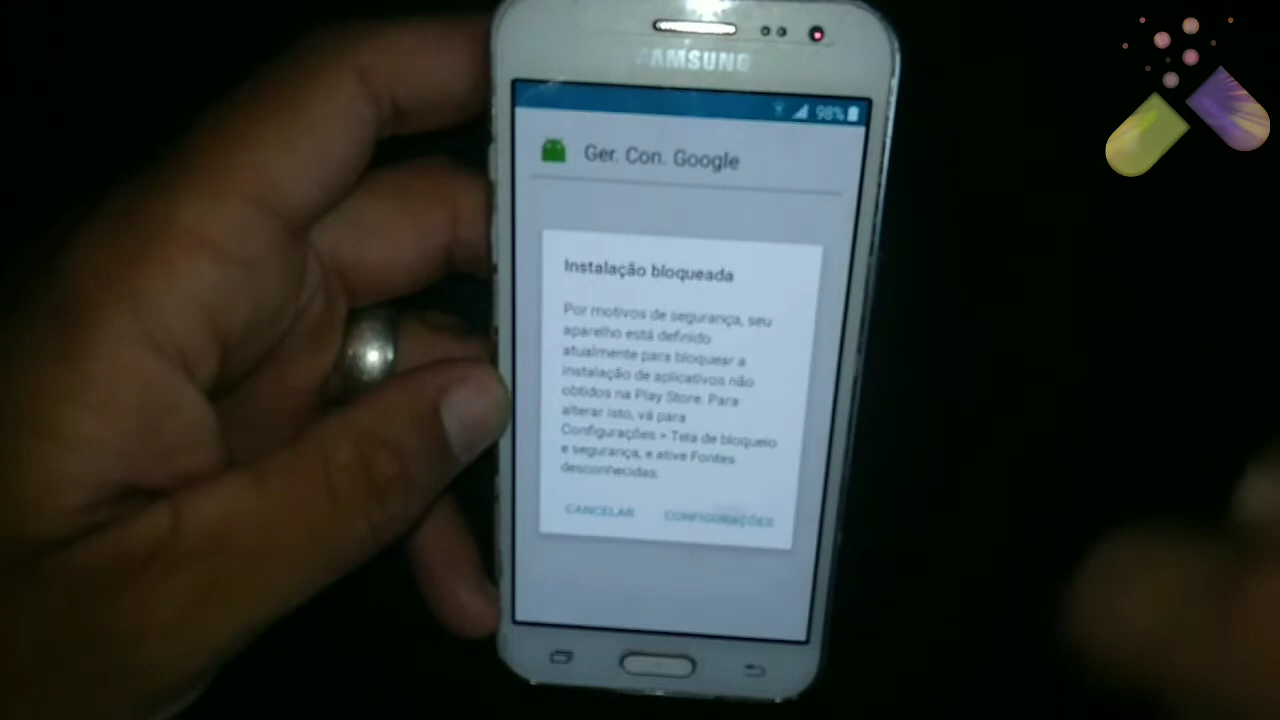 SAMSUNG
98%
Ger. Con. Google
Instalação bloqueada
Por motivos de segurança, seu
aparelho está definido
atualmente para bloquear a
instalação de aplicativos não
obtidos na Play Store. Para
alterar isto, vá para
Configurações > Tela de bloqueio
e segurança, e ative Fontes
desconhecidas.
CANCELAR CONFIGURAÇÕES